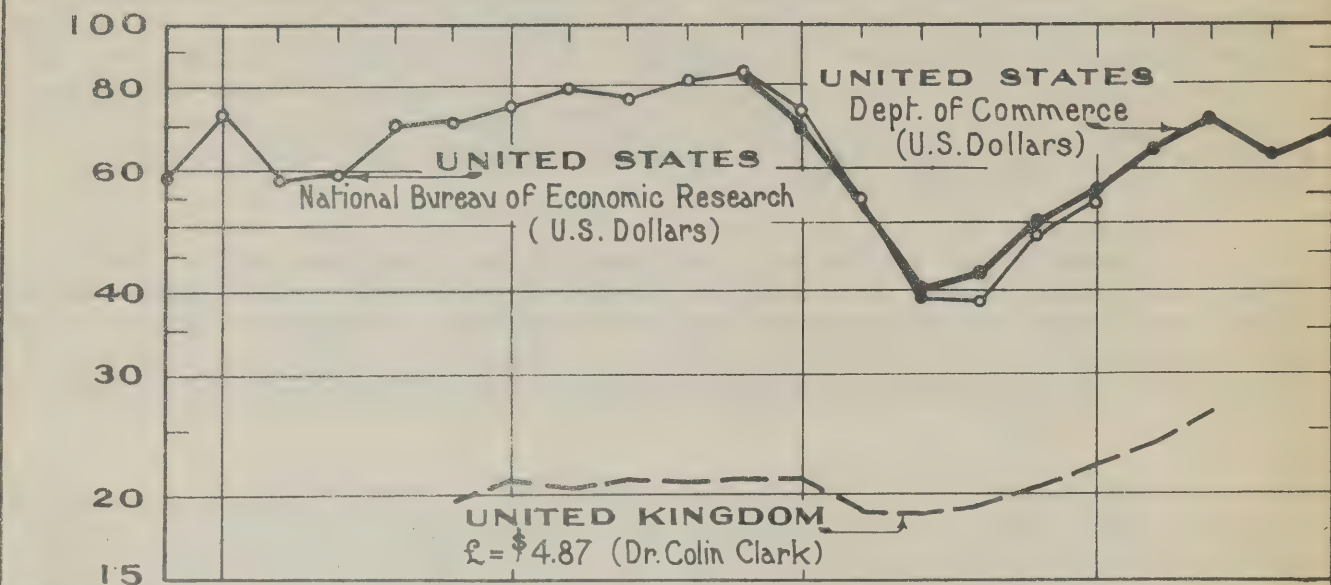 100
80
60
40
30
20
15
UNITED STATES
Dept. of Commerce
(U.S. Dollars)
UNITED STATES
National Bureau of Economic Research
( U.S. Dollars)
UNITED KINGDOM
£ = $4.87 (Dr. Colin Clark)